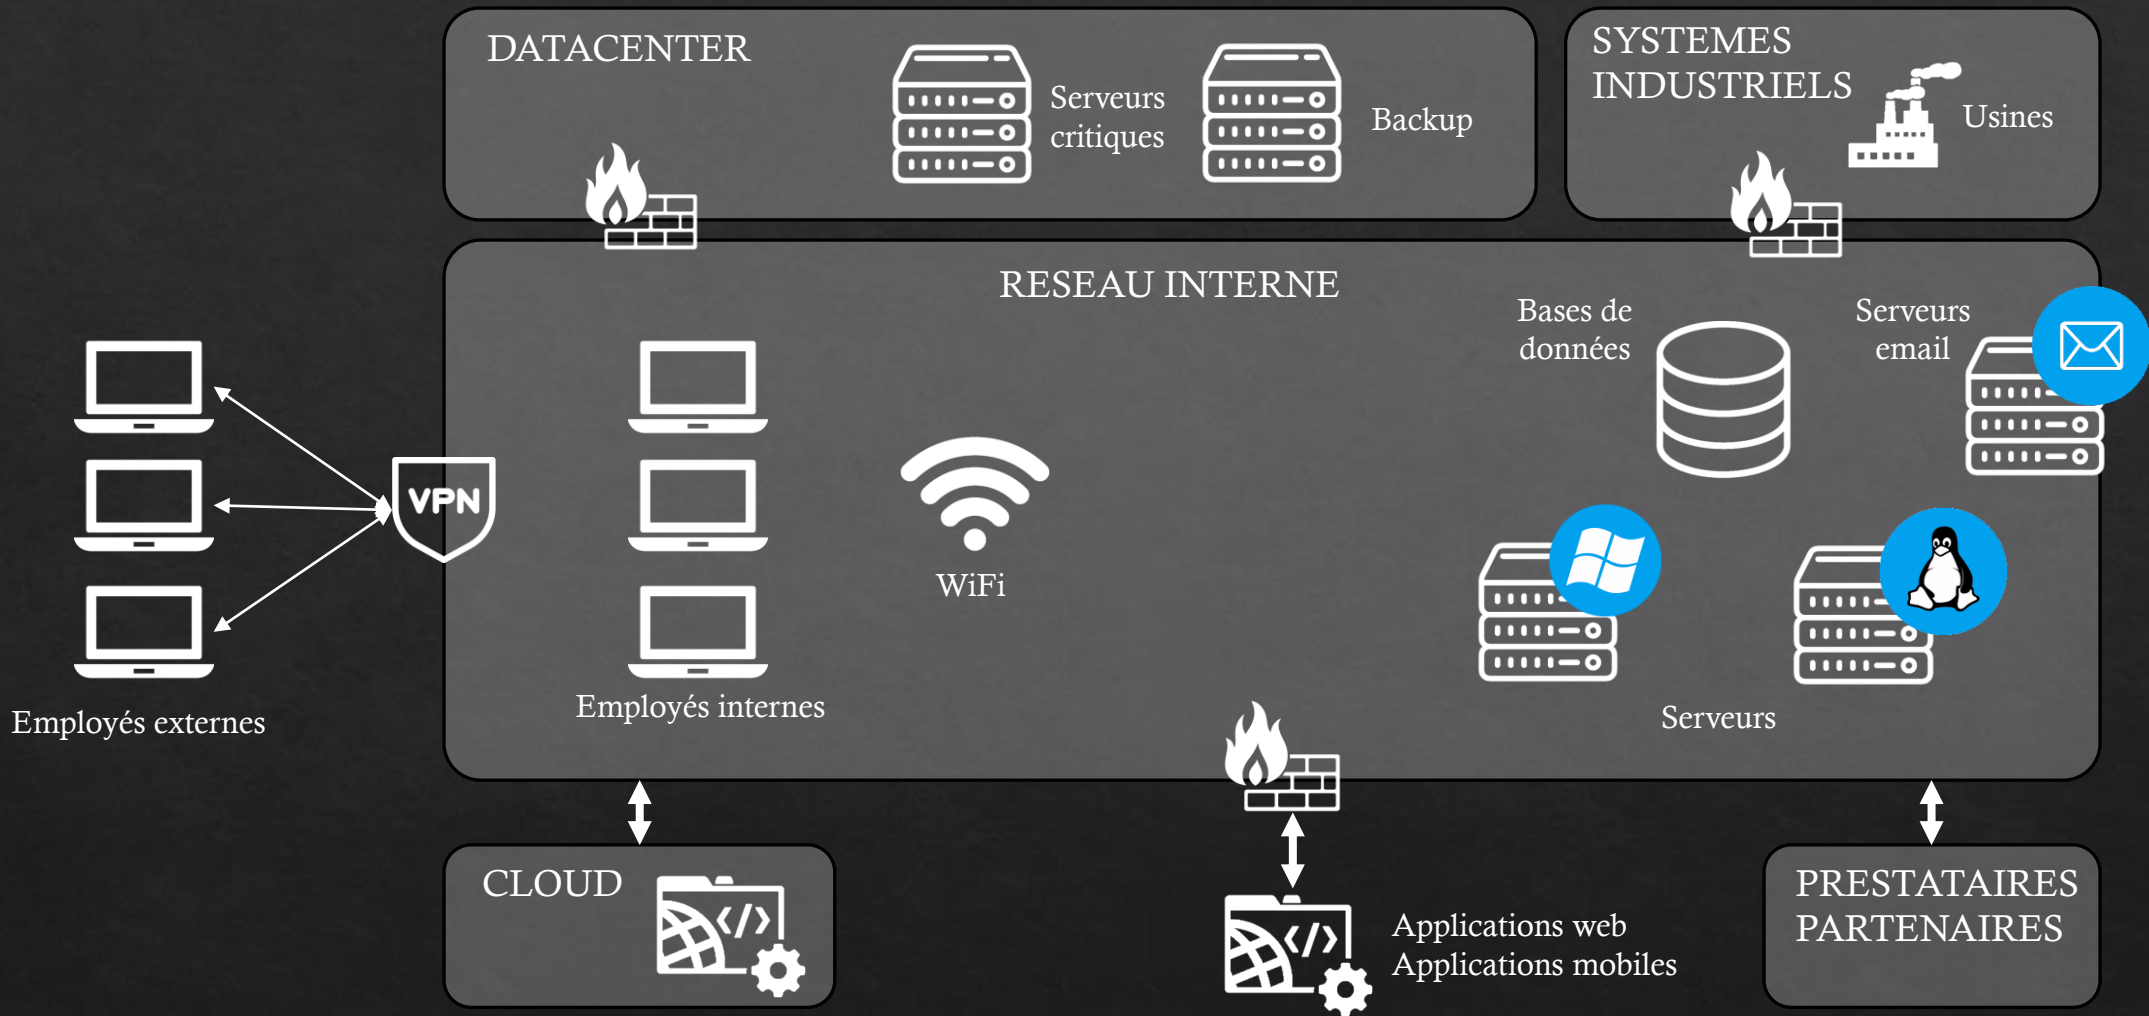 DATACENTER
Serveurs
critiques
Backup
SYSTEMES
INDUSTRIELS
Usines
RESEAU INTERNE
Bases de
données
Serveurs
email
VPN
WiFi
Employés externes
Employés internes
Serveurs
CLOUD
</>
</>
Applications web
Applications mobiles
PRESTATAIRES
PARTENAIRES